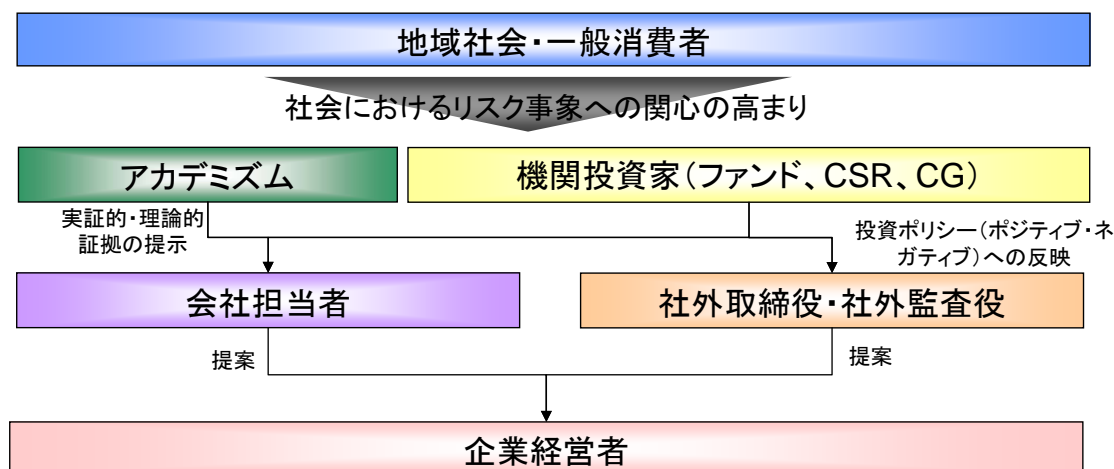 地域社会・一般消費者
社会におけるリスク事象への関心の高まり
アカデミズム
機関投資家(ファンド、CSR、CG)
実証的・理論的
証拠の提示
投資ポリシー(ポジティブ・ネ
ガティブ)への反映
会社担当者
社外取締役・社外監査役
提案
提案
企業経営者